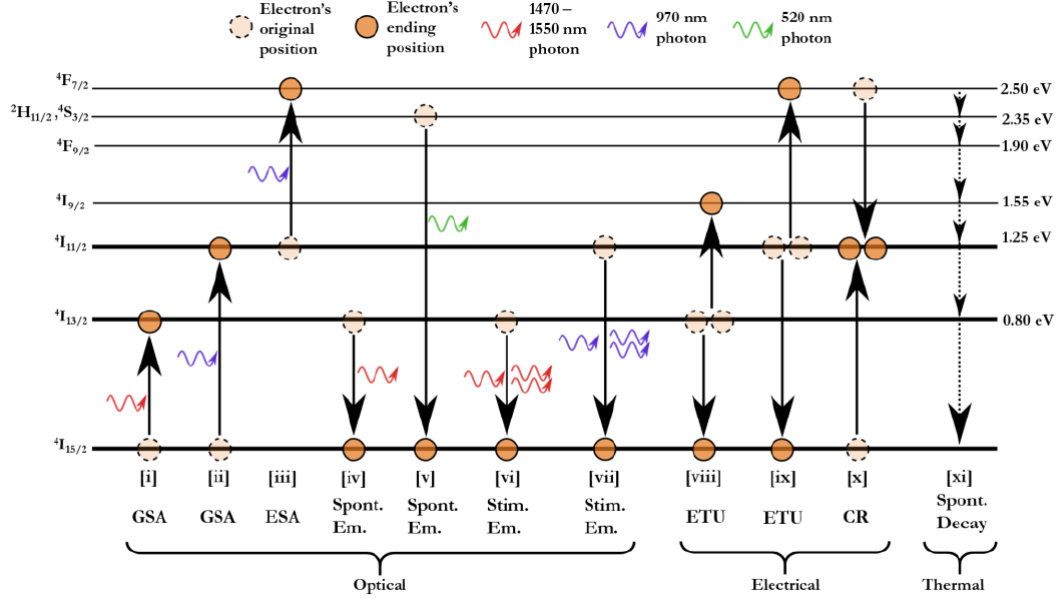 Electron's
original
position
Electron's
ending
position
1470 –
1550 nm
photon
970 nm
photon
520 nm
photon
⁴F₇/₂
2.50 eV
²H₁₁/₂,⁴S₃/₂
2.35 eV
⁴F₉/₂
1.90 eV
⁴I₉/₂
1.55 eV
⁴I₁₁/₂
1.25 eV
⁴I₁₃/₂
0.80 eV
⁴I₁₅/₂
[i] [ii] [iii] [iv] [v] [vi] [vii] [viii] [ix] [x] [xi]
GSA
GSA
ESA
Spont.
Em.
Spont.
Em.
Stim.
Em.
Stim.
Em.
ETU
ETU
CR
Spont.
Decay
Optical
Electrical
Thermal